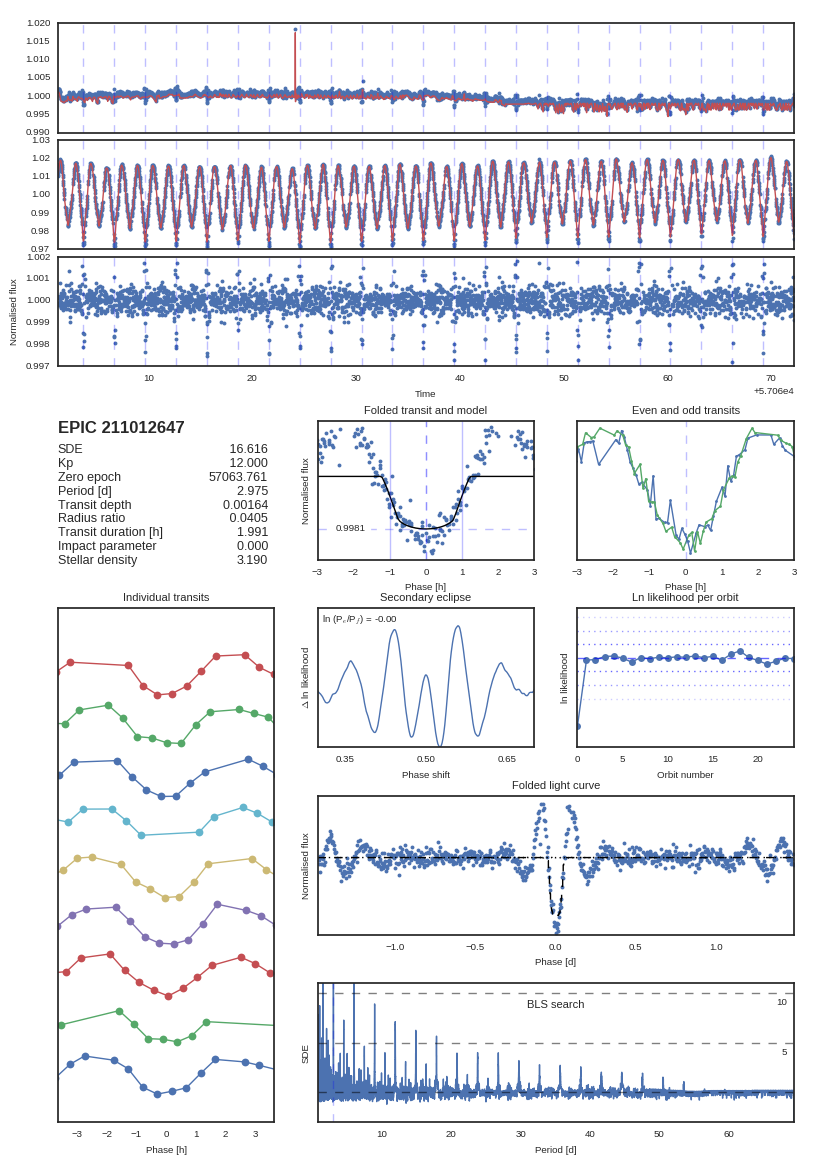 1.020
1.015
1.010
1.005
1.000
0.995
0.990
1.03
1.02
1.01
1.00
0.99
0.98
0.97
1.002
1.001
1.000
0.999
0.998
0.997
Normalised flux
10 20 30 40 50 60 70
Time
+5.706e4
EPIC 211012647
SDE 16.616
Kp 12.000
Zero epoch 57063.761
Period [d] 2.975
Transit depth 0.00164
Radius ratio 0.0405
Transit duration [h] 1.991
Impact parameter 0.000
Stellar density 3.190
Folded transit and model
Normalised flux
0.9981
−3 −2 −1 0 1 2 3
Phase [h]
Even and odd transits
−3 −2 −1 0 1 2 3
Phase [h]
Individual transits
−3 −2 −1 0 1 2 3
Phase [h]
Secondary eclipse
ln (Pₑ/P𝑓) = -0.00
Δ ln likelihood
0.35 0.50 0.65
Phase shift
Ln likelihood per orbit
ln likelihood
0 5 10 15 20
Orbit number
Folded light curve
Normalised flux
−1.0 −0.5 0.0 0.5 1.0
Phase [d]
BLS search
10
5
SDE
10 20 30 40 50 60
Period [d]